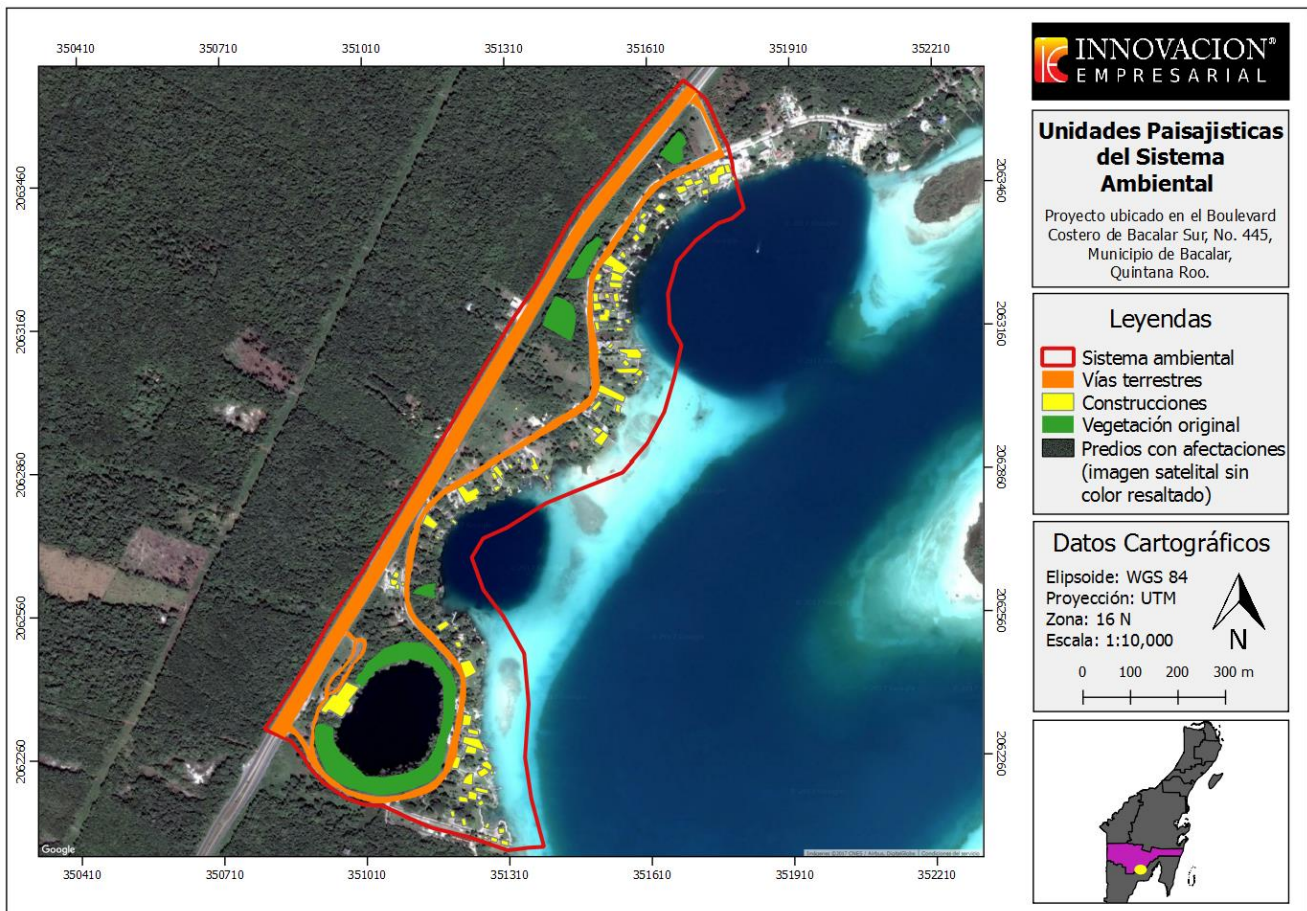 350410 350710 351010 351310 351610 351910 352210
INNOVACION®
EMPRESARIAL
Unidades Paisajisticas
del Sistema
Ambiental
Proyecto ubicado en el Boulevard
Costero de Bacalar Sur, No. 445,
Municipio de Bacalar,
Quintana Roo.
Leyendas
Sistema ambiental
Vías terrestres
Construcciones
Vegetación original
Predios con afectaciones
(imagen satelital sin
color resaltado)
Datos Cartográficos
Elipsoide: WGS 84
Proyección: UTM
Zona: 16 N
Escala: 1:10,000
N
0 100 200 300 m
2063460
2063160
2062860
2062560
2062260
2063460
2063160
2062860
2062560
2062260
Google
350410 350710 351010 351310 351610 351910 352210